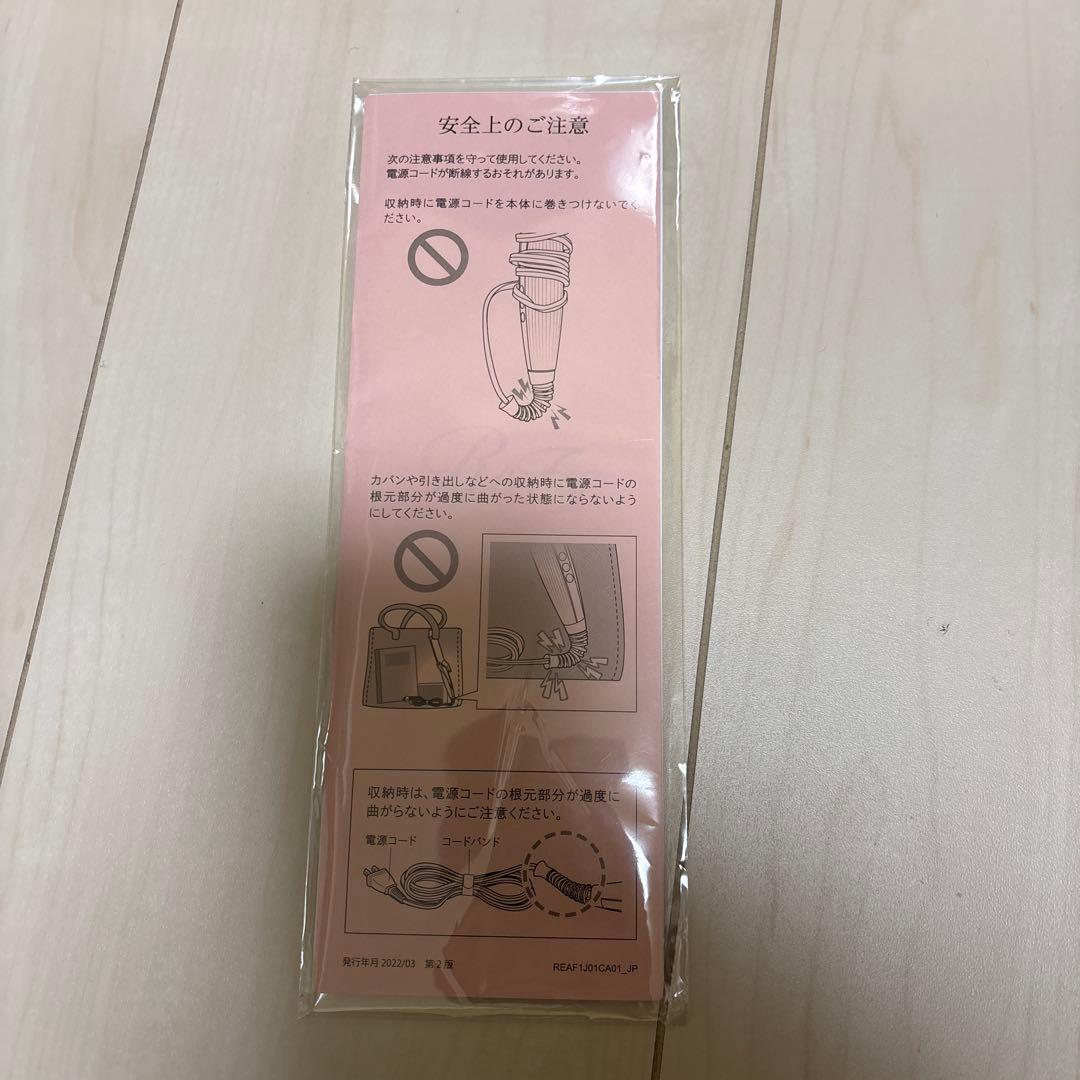 安全上のご注意
次の注意事項を守って使用してください。
電源コードが断線するおそれがあります。
収納時に電源コードを本体に巻きつけないでく
ださい。
カバンや引き出しなどへの収納時に電源コードの
根元部分が過度に曲がった状態にならないよう
にしてください。
収納時は、電源コードの根元部分が過度に
曲がらないようにご注意ください。
電源コード
コードバンド
発行年月 2022/03 第2版
REAF1J01CA01_JP